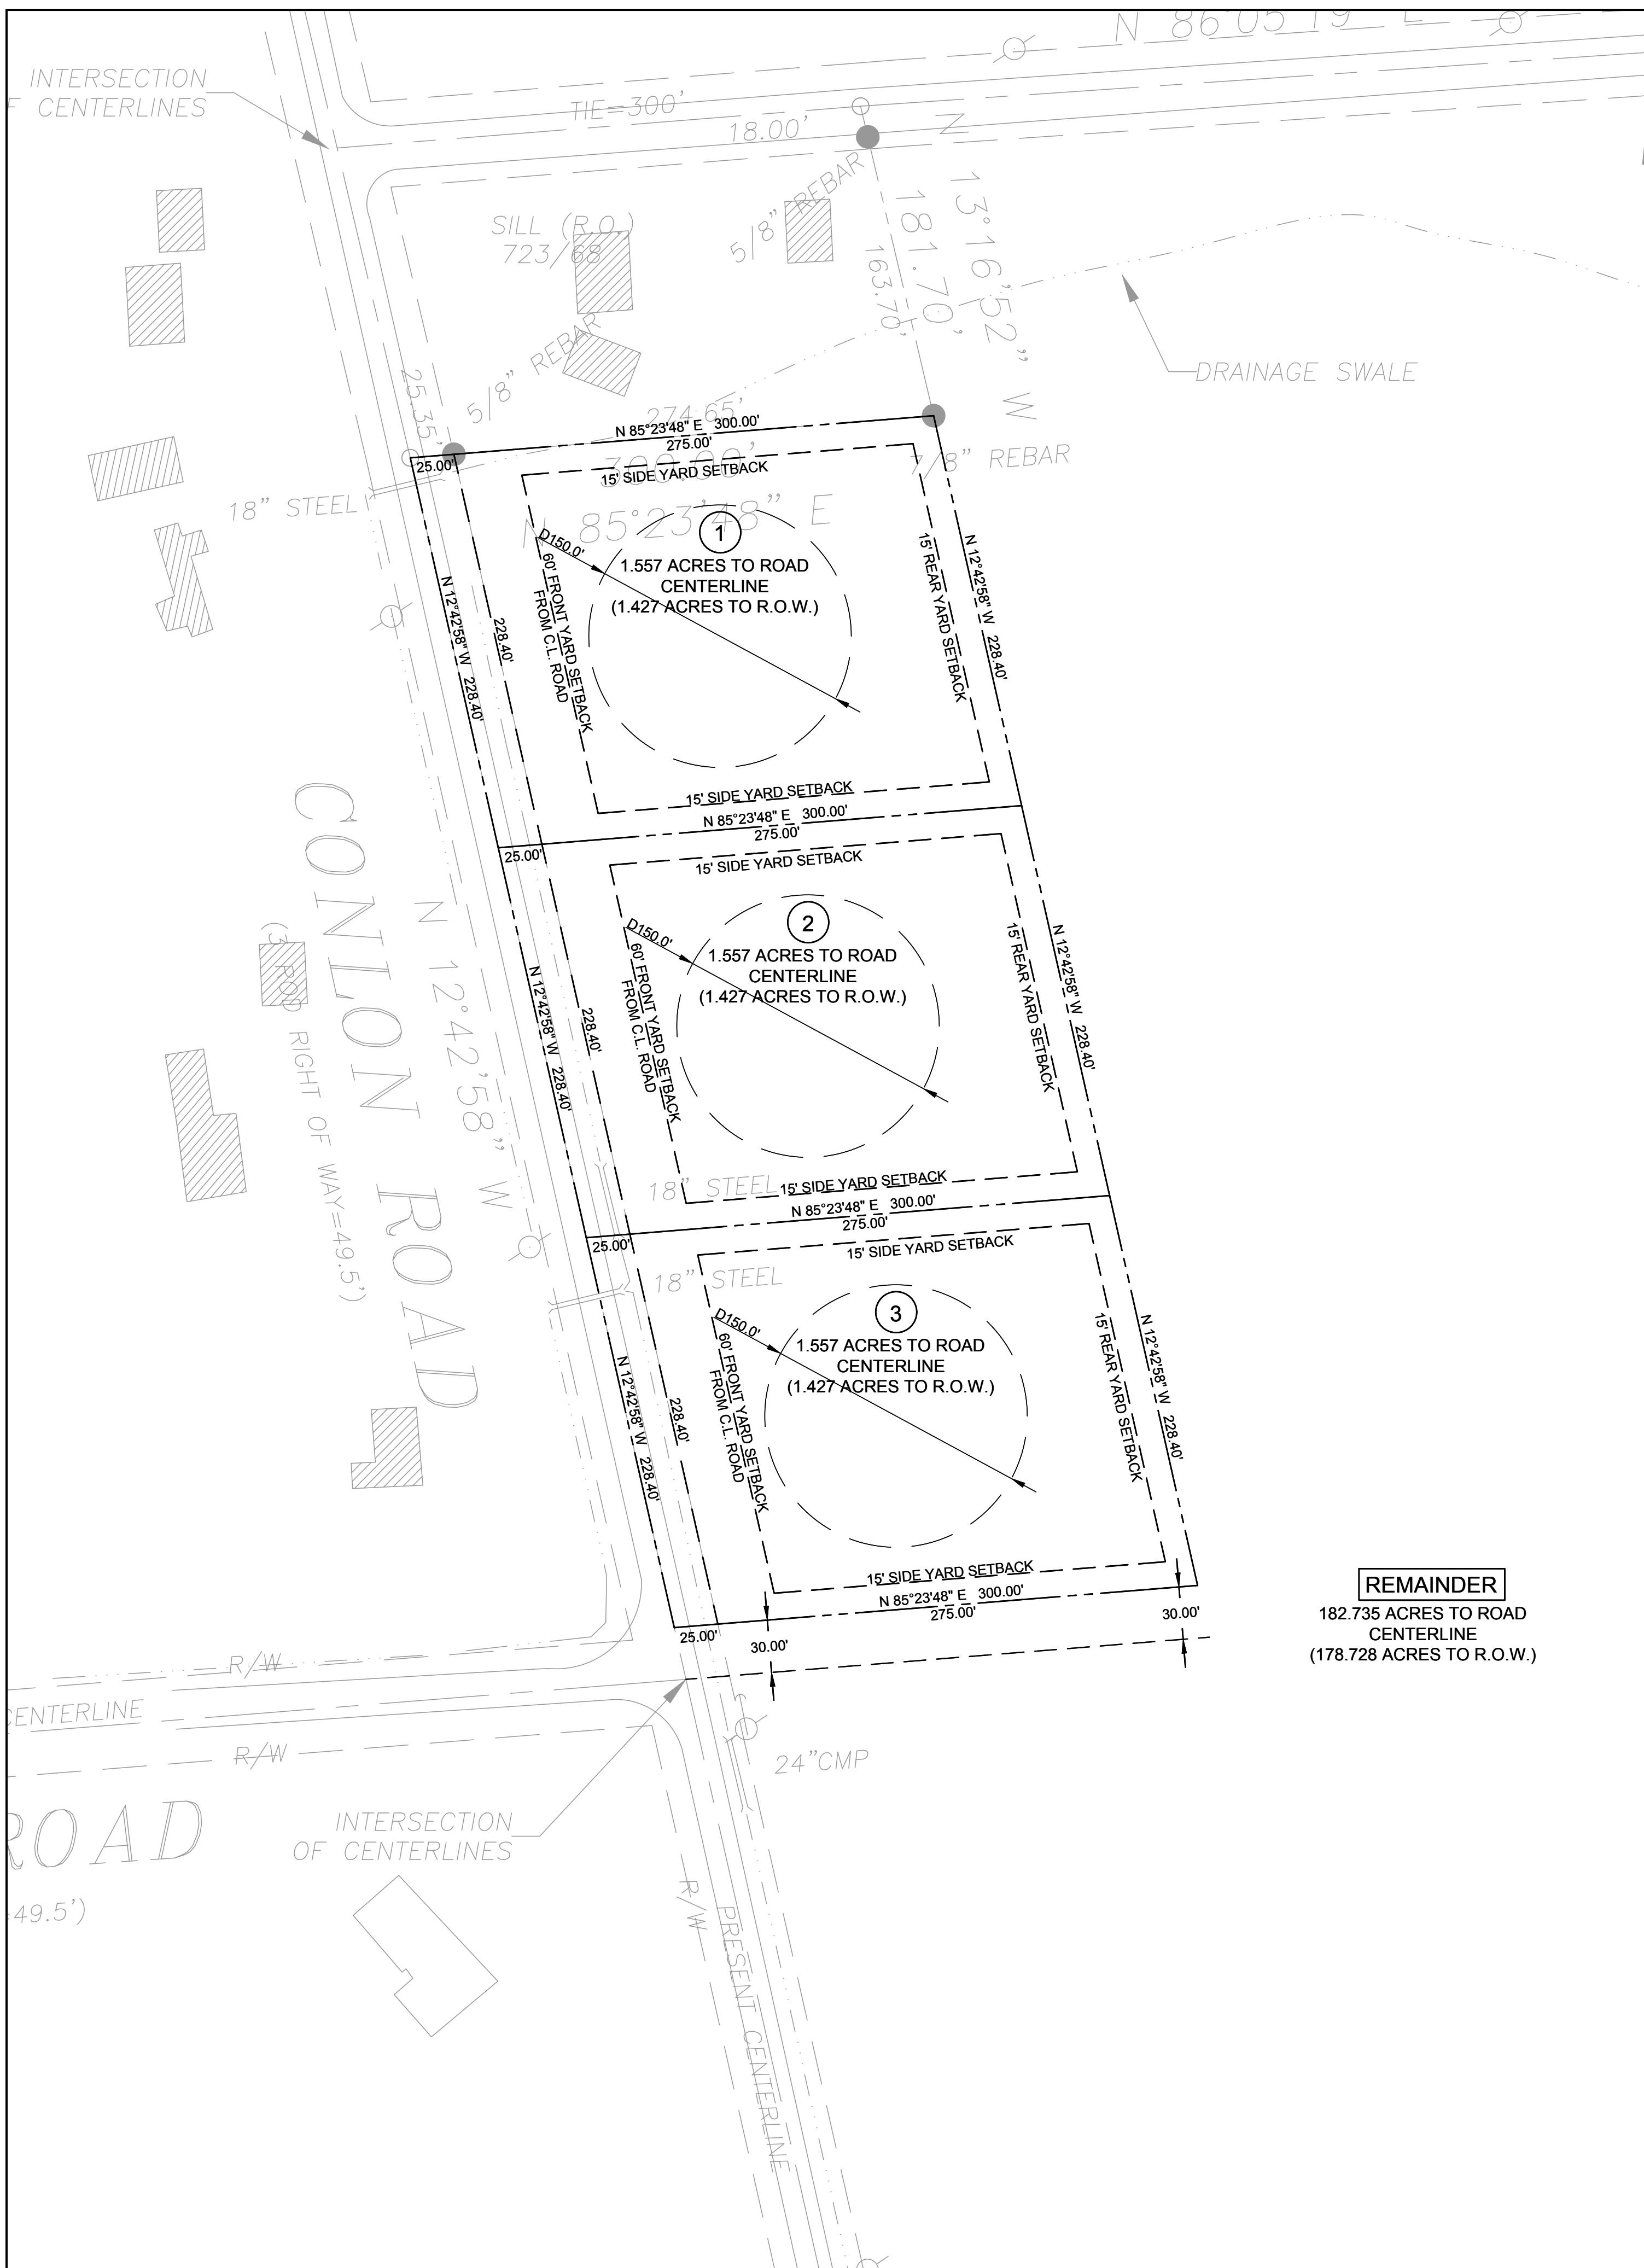 N 86°05'19" E
INTERSECTION
OF CENTERLINES
TIE=300'
18.00'
SILL (R.O.)
723/68
5/8" REBAR
N 13°16'52" W
181.70'
163.70'
DRAINAGE SWALE
5/8" REBAR
25.35'
274.65'
N 85°23'48" E 300.00'
275.00'
25.00'
300.00'
N 85°23'48" E
7/8" REBAR
18" STEEL
15' SIDE YARD SETBACK
D150.0'
1
1.557 ACRES TO ROAD
CENTERLINE
(1.427 ACRES TO R.O.W.)
60' FRONT YARD SETBACK
FROM C.L. ROAD
15' REAR YARD SETBACK
N 12°42'58" W 228.40'
N 12°42'58" W 228.40'
228.40'
15' SIDE YARD SETBACK
N 85°23'48" E 300.00'
275.00'
25.00'
15' SIDE YARD SETBACK
CONLON ROAD
(3 ROD RIGHT OF WAY=49.5')
N 12°42'58" W
D150.0'
2
1.557 ACRES TO ROAD
CENTERLINE
(1.427 ACRES TO R.O.W.)
60' FRONT YARD SETBACK
FROM C.L. ROAD
15' REAR YARD SETBACK
N 12°42'58" W 228.40'
N 12°42'58" W 228.40'
228.40'
18" STEEL
15' SIDE YARD SETBACK
N 85°23'48" E 300.00'
275.00'
25.00'
15' SIDE YARD SETBACK
18" STEEL
D150.0'
3
1.557 ACRES TO ROAD
CENTERLINE
(1.427 ACRES TO R.O.W.)
60' FRONT YARD SETBACK
FROM C.L. ROAD
15' REAR YARD SETBACK
N 12°42'58" W 228.40'
N 12°42'58" W 228.40'
228.40'
15' SIDE YARD SETBACK
N 85°23'48" E 300.00'
275.00'
25.00'
30.00'
30.00'
REMAINDER
182.735 ACRES TO ROAD
CENTERLINE
(178.728 ACRES TO R.O.W.)
R/W
CENTERLINE
R/W
24"CMP
ROAD
=49.5')
INTERSECTION
OF CENTERLINES
R/W
PRESENT CENTERLINE